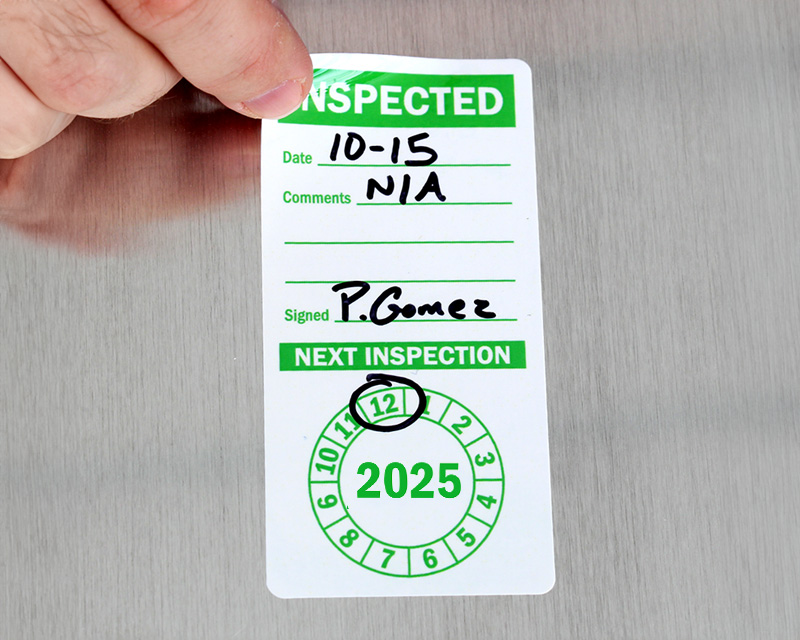 INSPECTED
Date 10-15
Comments N/A
Signed P. Gomez
NEXT INSPECTION
12 1 2 3 4 5 6 7 8 9 10 11
2025